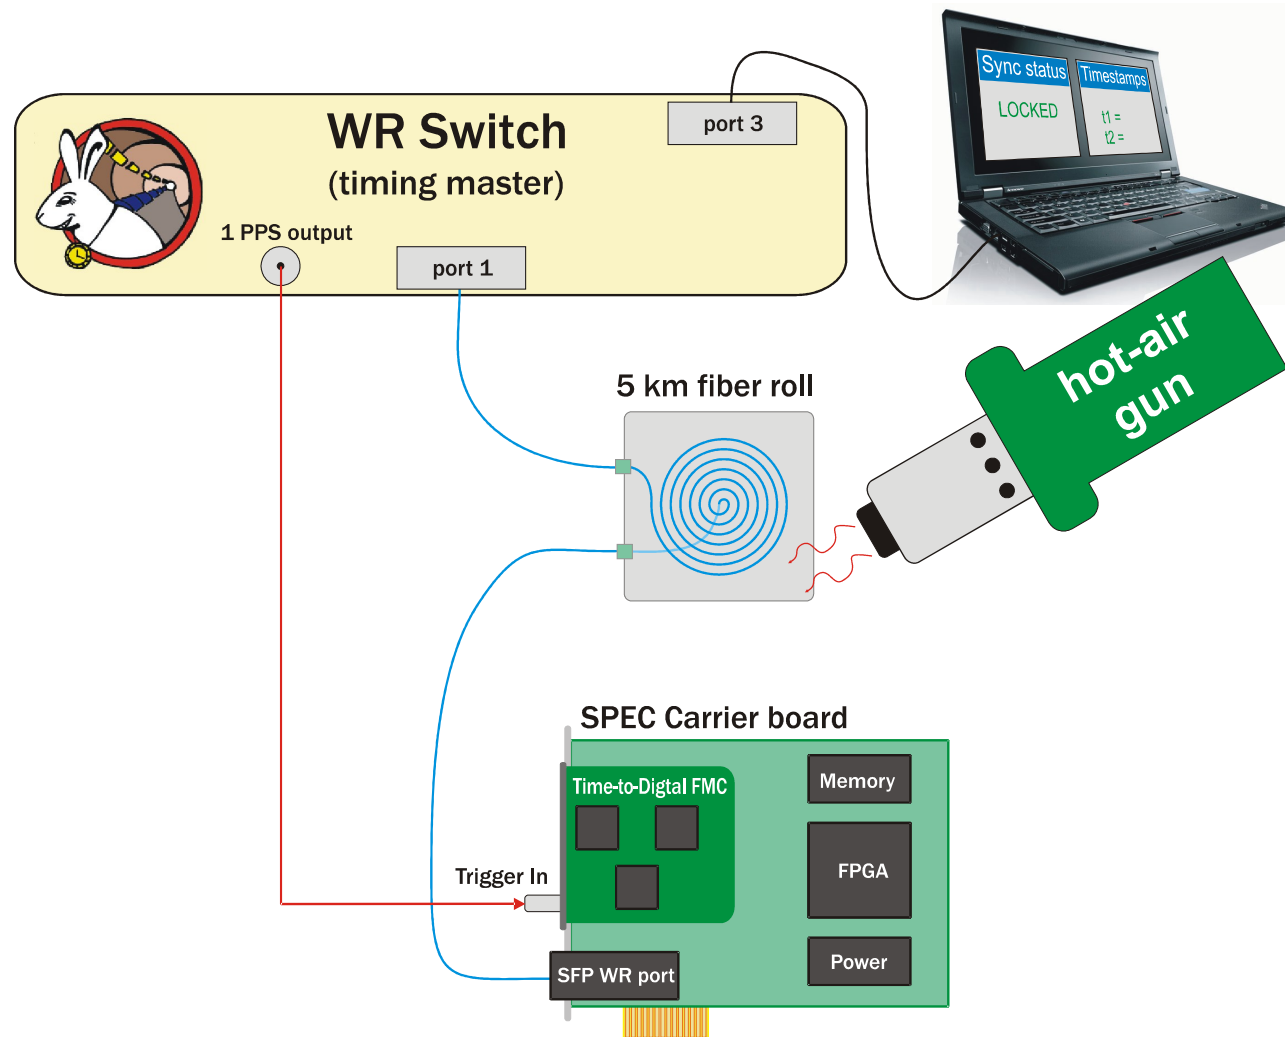 WR Switch
(timing master)
port 3
1 PPS output
port 1
Sync status
LOCKED
Timestamps
t1 =
t2 =
hot-air
gun
5 km fiber roll
SPEC Carrier board
Time-to-Digtal FMC
Memory
FPGA
Power
Trigger In
SFP WR port